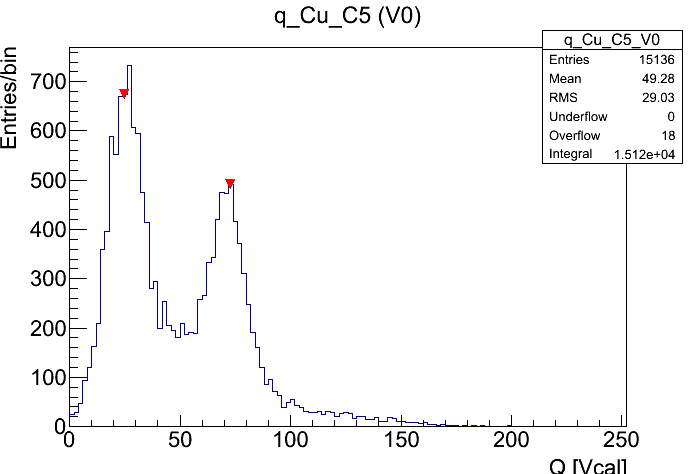 q_Cu_C5 (V0)
q_Cu_C5_V0
Entries 15136
Mean 49.28
RMS 29.03
Underflow 0
Overflow 18
Integral 1.512e+04
Entries/bin
700
600
500
400
300
200
100
0
0 50 100 150 200 250
Q [Vcal]